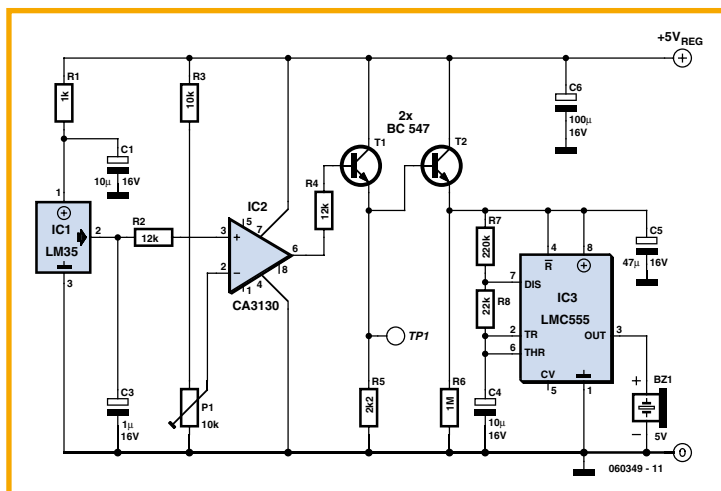 +5VREG
R1
1k
R3
10k
C1
10µ 16V
1
IC1
LM35
2
3
R2
12k
C3
1µ
16V
P1
10k
IC2
3
+
2
−
5
7
6
8
1
4
CA3130
R4
12k
2x
BC 547
T1
T2
TP1
R5
2k2
R6
1M
C6
100µ
16V
R7
220k
R8
22k
C4
10µ
16V
7
DIS
2
TR
6
THR
4
R
8
IC3
LMC555
OUT
3
CV
5
1
C5
47µ 16V
+
BZ1
−
5V
0
060349 - 11